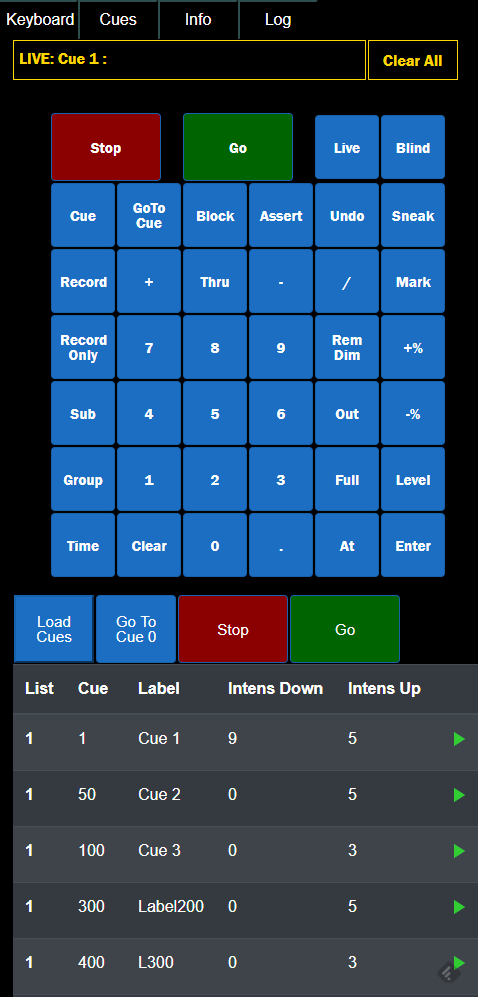 Keyboard Cues Info Log
LIVE: Cue 1 : Clear All
Stop Go Live Blind
Cue GoTo Cue Block Assert Undo Sneak
Record + Thru - / Mark
Record Only 7 8 9 Rem Dim +%
Sub 4 5 6 Out -%
Group 1 2 3 Full Level
Time Clear 0 . At Enter
Load Cues Go To Cue 0 Stop Go
List Cue Label Intens Down Intens Up
1 1 Cue 1 9 5
1 50 Cue 2 0 5
1 100 Cue 3 0 3
1 300 Label200 0 5
1 400 L300 0 3